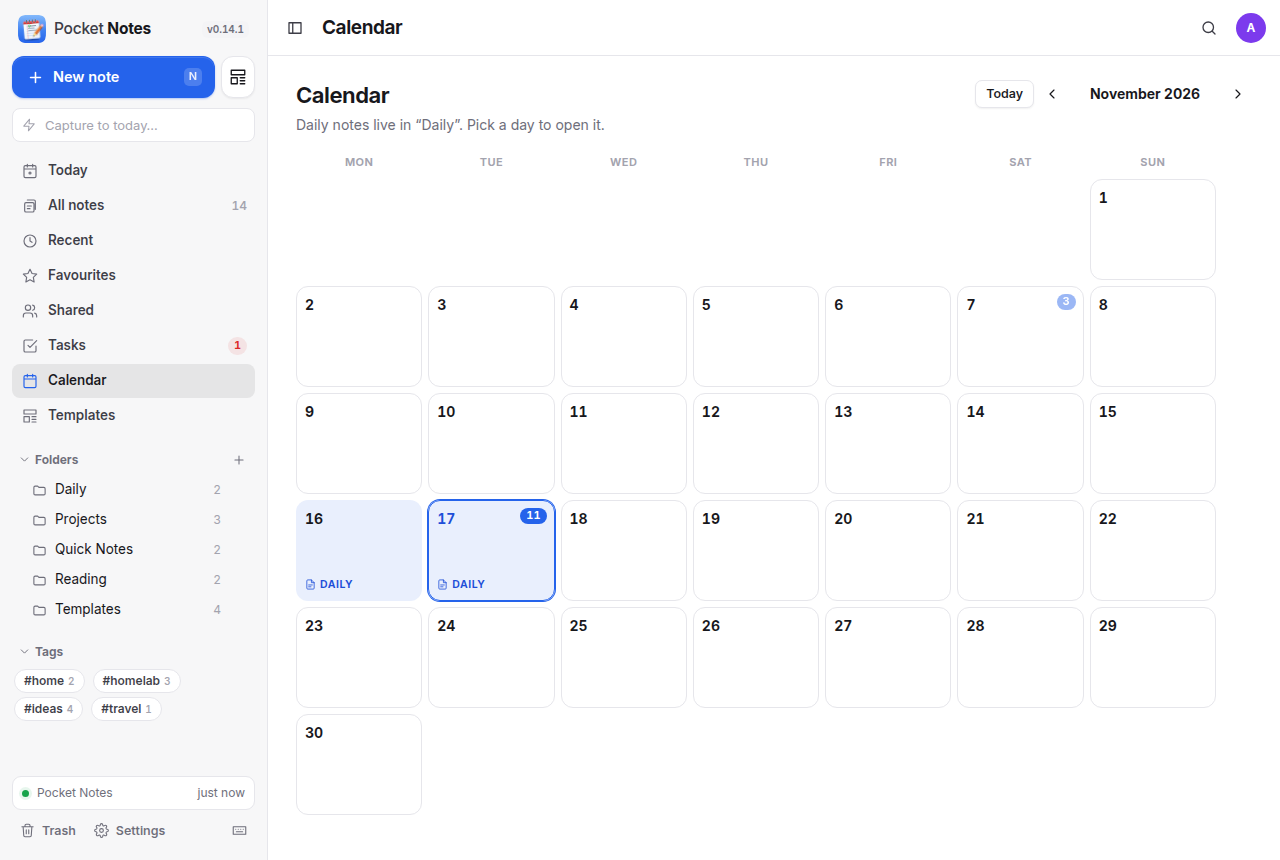 Pocket Notes
v0.14.1
New note
N
Capture to today...
Today
All notes 14
Recent
Favourites
Shared
Tasks 1
Calendar
Templates
Folders
Daily 2
Projects 3
Quick Notes 2
Reading 2
Templates 4
Tags
#home 2 #homelab 3
#ideas 4 #travel 1
Pocket Notes just now
Trash Settings
Calendar
A
Calendar
Today November 2026
Daily notes live in “Daily”. Pick a day to open it.
MON TUE WED THU FRI SAT SUN
1
2 3 4 5 6 7 3 8
9 10 11 12 13 14 15
16 17 11 18 19 20 21 22
DAILY DAILY
23 24 25 26 27 28 29
30